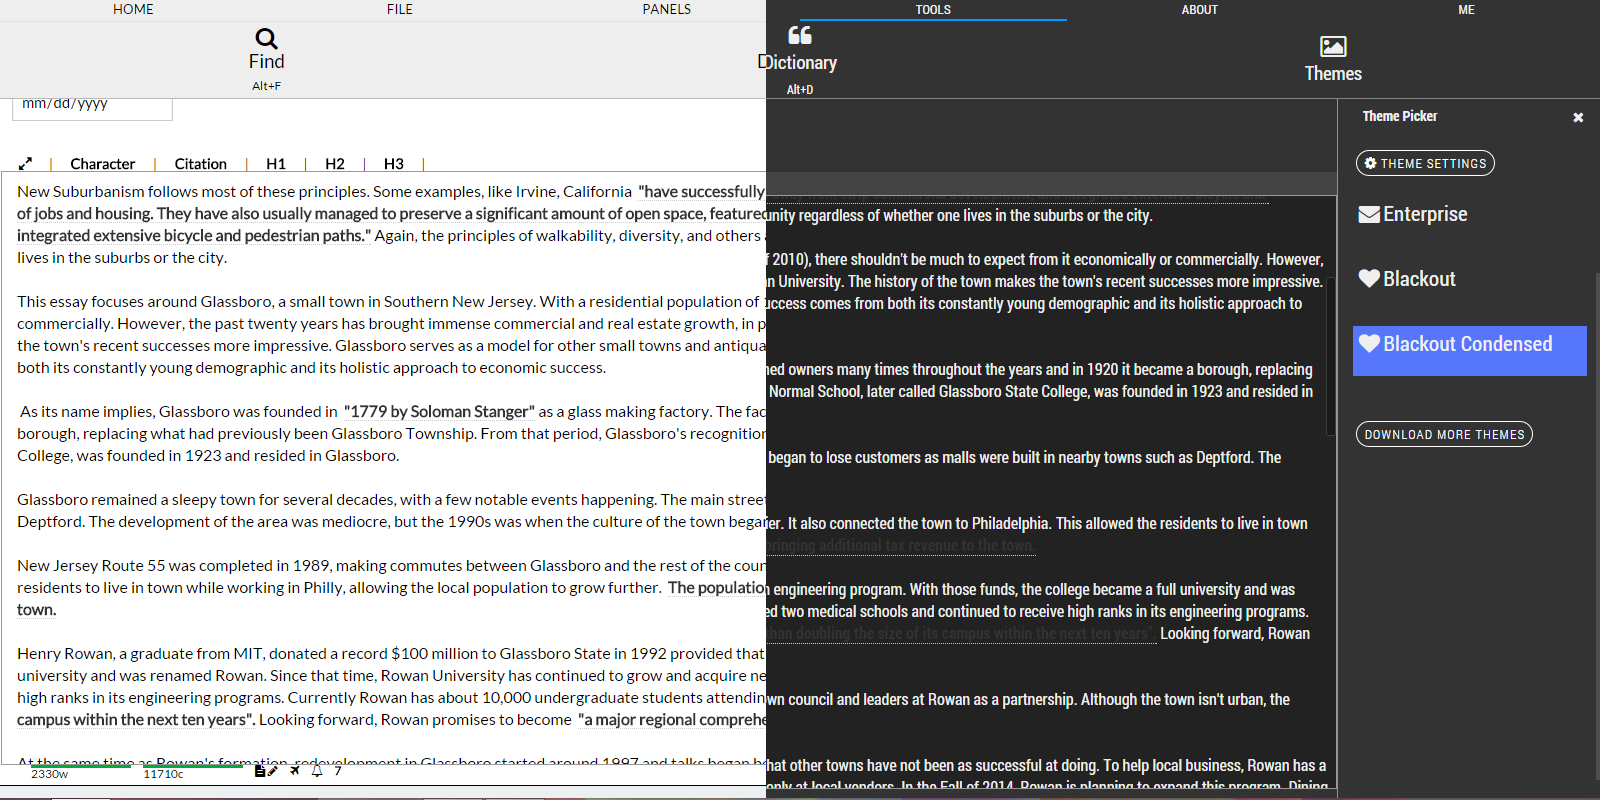 HOME FILE PANELS TOOLS ABOUT ME
Find
Alt+F
Dictionary
Alt+D
Themes
mm/dd/yyyy
Character Citation H1 H2 H3
New Suburbanism follows most of these principles. Some examples, like Irvine, California "have successfully
of jobs and housing. They have also usually managed to preserve a significant amount of open space, featured
integrated extensive bicycle and pedestrian paths." Again, the principles of walkability, diversity, and others
lives in the suburbs or the city.
This essay focuses around Glassboro, a small town in Southern New Jersey. With a residential population of
commercially. However, the past twenty years has brought immense commercial and real estate growth, in p
the town's recent successes more impressive. Glassboro serves as a model for other small towns and antiqua
both its constantly young demographic and its holistic approach to economic success.
As its name implies, Glassboro was founded in "1779 by Soloman Stanger" as a glass making factory. The fac
borough, replacing what had previously been Glassboro Township. From that period, Glassboro's recognition
College, was founded in 1923 and resided in Glassboro.
Glassboro remained a sleepy town for several decades, with a few notable events happening. The main street
Deptford. The development of the area was mediocre, but the 1990s was when the culture of the town began
New Jersey Route 55 was completed in 1989, making commutes between Glassboro and the rest of the coun
residents to live in town while working in Philly, allowing the local population to grow further. The population
town.
Henry Rowan, a graduate from MIT, donated a record $100 million to Glassboro State in 1992 provided that
university and was renamed Rowan. Since that time, Rowan University has continued to grow and acquire ne
high ranks in its engineering programs. Currently Rowan has about 10,000 undergraduate students attendin
campus within the next ten years". Looking forward, Rowan promises to become "a major regional comprehe
At the same time as Rowan's formation, redevelopment in Glassboro started around 1997 and talks began
2330w 11710c 7
unity regardless of whether one lives in the suburbs or the city.
f 2010), there shouldn't be much to expect from it economically or commercially. However,
n University. The history of the town makes the town's recent successes more impressive.
uccess comes from both its constantly young demographic and its holistic approach to
ned owners many times throughout the years and in 1920 it became a borough, replacing
Normal School, later called Glassboro State College, was founded in 1923 and resided in
began to lose customers as malls were built in nearby towns such as Deptford. The
er. It also connected the town to Philadelphia. This allowed the residents to live in town
bringing additional tax revenue to the town.
n engineering program. With those funds, the college became a full university and was
ed two medical schools and continued to receive high ranks in its engineering programs.
than doubling the size of its campus within the next ten years". Looking forward, Rowan
wn council and leaders at Rowan as a partnership. Although the town isn't urban, the
hat other towns have not been as successful at doing. To help local business, Rowan has a
only at local vendors. In the Fall of 2014, Rowan is planning to expand this program. Dining
Theme Picker
THEME SETTINGS
Enterprise
Blackout
Blackout Condensed
DOWNLOAD MORE THEMES